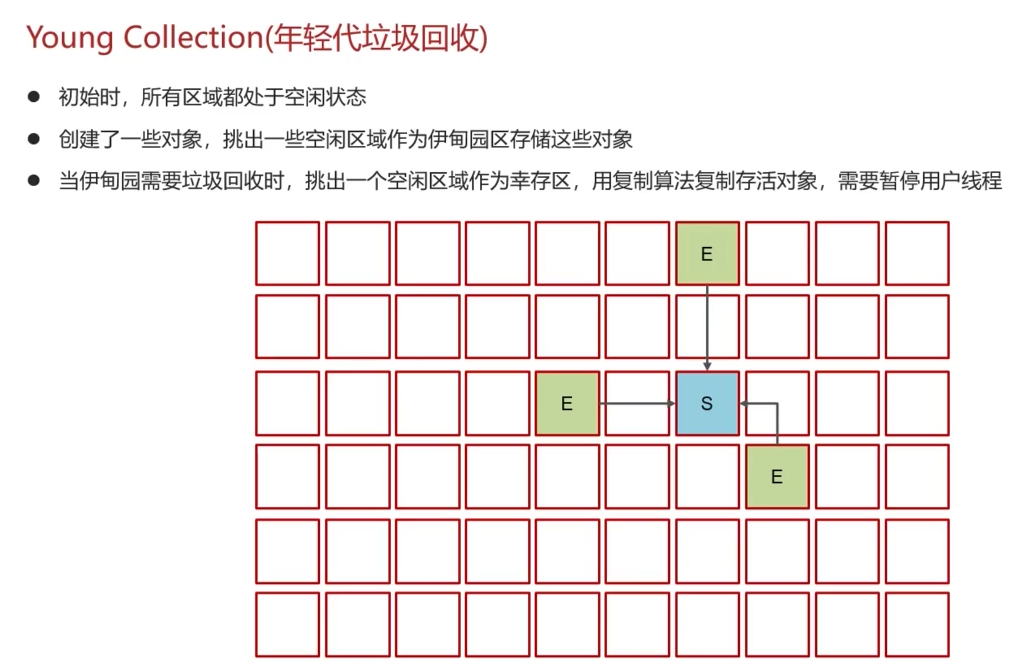 Young Collection(年轻代垃圾回收)
● 初始时，所有区域都处于空闲状态
● 创建了一些对象，挑出一些空闲区域作为伊甸园区存储这些对象
● 当伊甸园需要垃圾回收时，挑出一个空闲区域作为幸存区，用复制算法复制存活对象，需要暂停用户线程
E
E
S
E